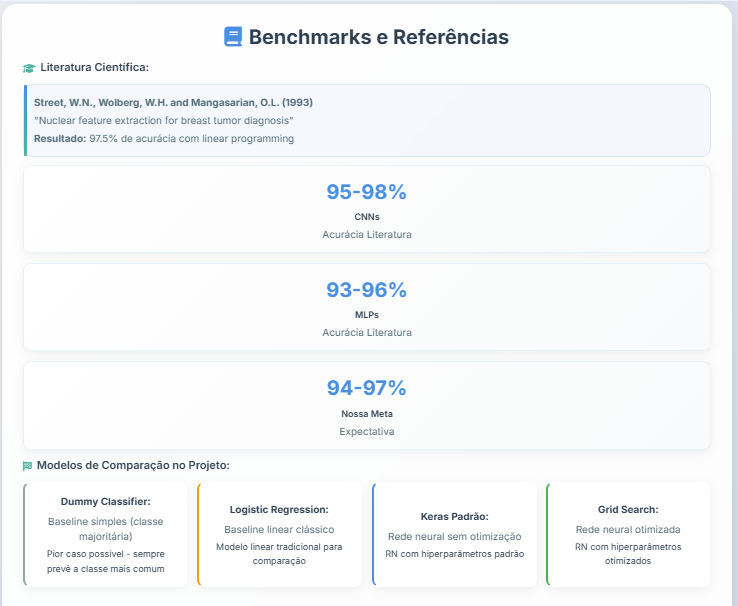 Benchmarks e Referências
Literatura Científica:
Street, W.N., Wolberg, W.H. and Mangasarian, O.L. (1993)
"Nuclear feature extraction for breast tumor diagnosis"
Resultado: 97.5% de acurácia com linear programming
95-98%
CNNs
Acurácia Literatura
93-96%
MLPs
Acurácia Literatura
94-97%
Nossa Meta
Expectativa
Modelos de Comparação no Projeto:
Dummy Classifier:
Baseline simples (classe
majoritária)
Pior caso possível - sempre
prevê a classe mais comum
Logistic Regression:
Baseline linear clássico
Modelo linear tradicional para
comparação
Keras Padrão:
Rede neural sem otimização
RN com hiperparâmetros padrão
Grid Search:
Rede neural otimizada
RN com hiperparâmetros
otimizados